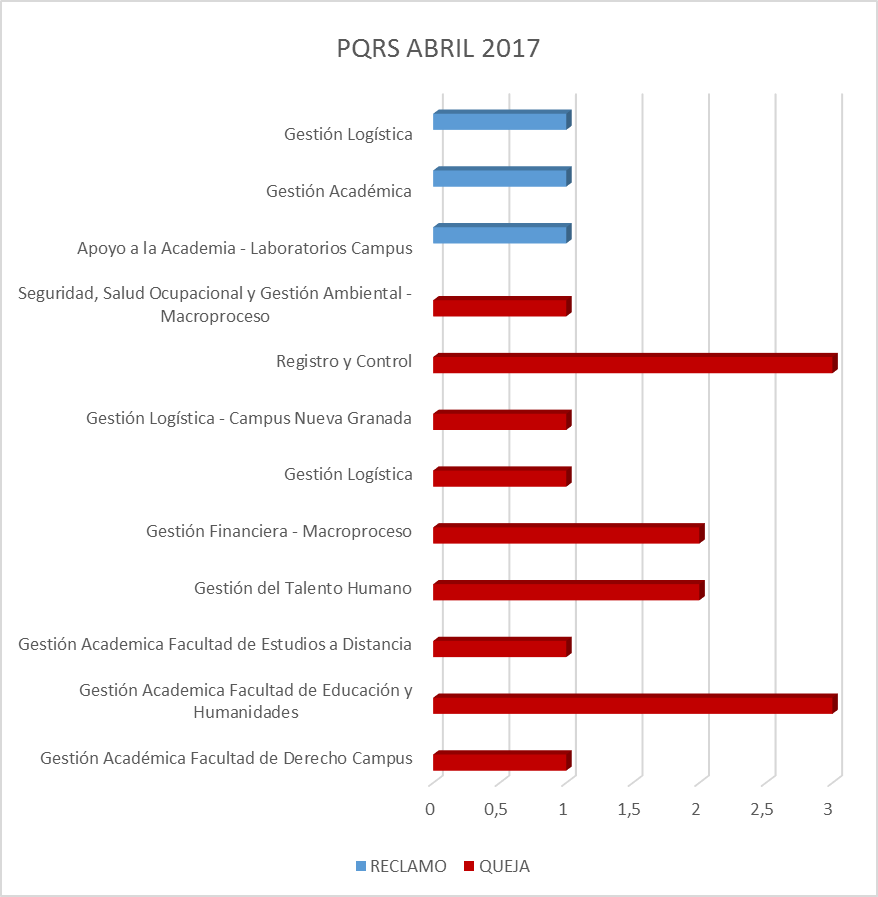 PQRS ABRIL 2017
Gestión Logística
Gestión Académica
Apoyo a la Academia - Laboratorios Campus
Seguridad, Salud Ocupacional y Gestión Ambiental -
Macroproceso
Registro y Control
Gestión Logística - Campus Nueva Granada
Gestión Logística
Gestión Financiera - Macroproceso
Gestión del Talento Humano
Gestión Academica Facultad de Estudios a Distancia
Gestión Academica Facultad de Educación y
Humanidades
Gestión Académica Facultad de Derecho Campus
0 0,5 1 1,5 2 2,5 3
RECLAMO QUEJA